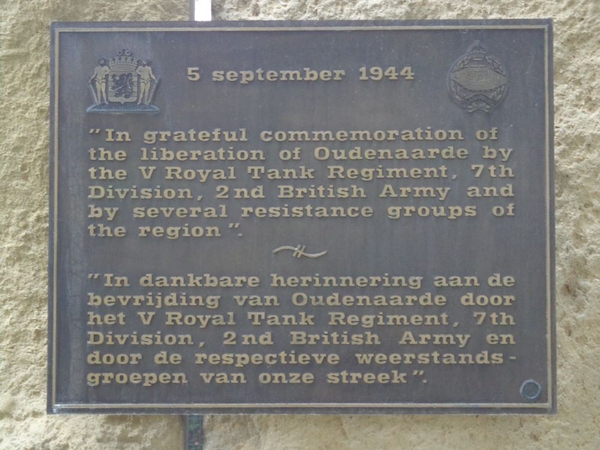 5 september 1944
"In grateful commemoration of
the liberation of Oudenaarde by
the V Royal Tank Regiment, 7th
Division, 2nd British Army and
by several resistance groups of
the region".
"In dankbare herinnering aan de
bevrijding van Oudenaarde door
het V Royal Tank Regiment, 7th
Division, 2nd British Army en
door de respectieve weerstands-
groepen van onze streek".